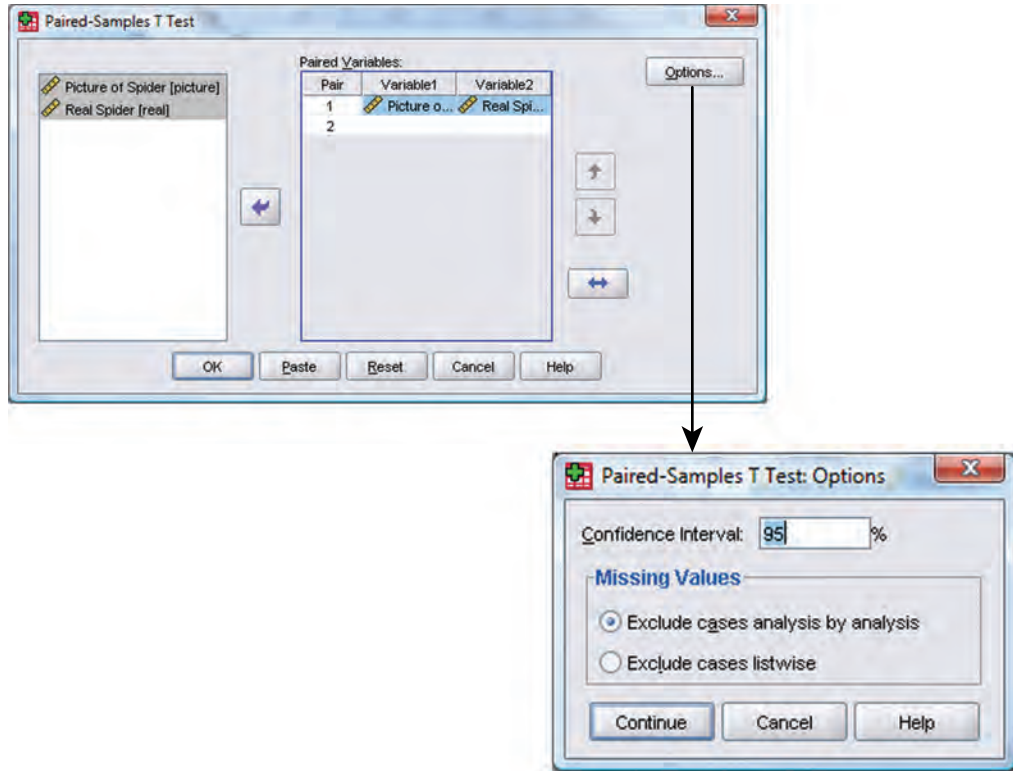 Paired-Samples T Test
Picture of Spider [picture]
Real Spider [real]
Paired Variables:
Pair Variable1 Variable2
1 Picture o... Real Spi...
2
Options...
OK Paste Reset Cancel Help
Paired-Samples T Test: Options
Confidence Interval: 95 %
Missing Values
Exclude cases analysis by analysis
Exclude cases listwise
Continue Cancel Help